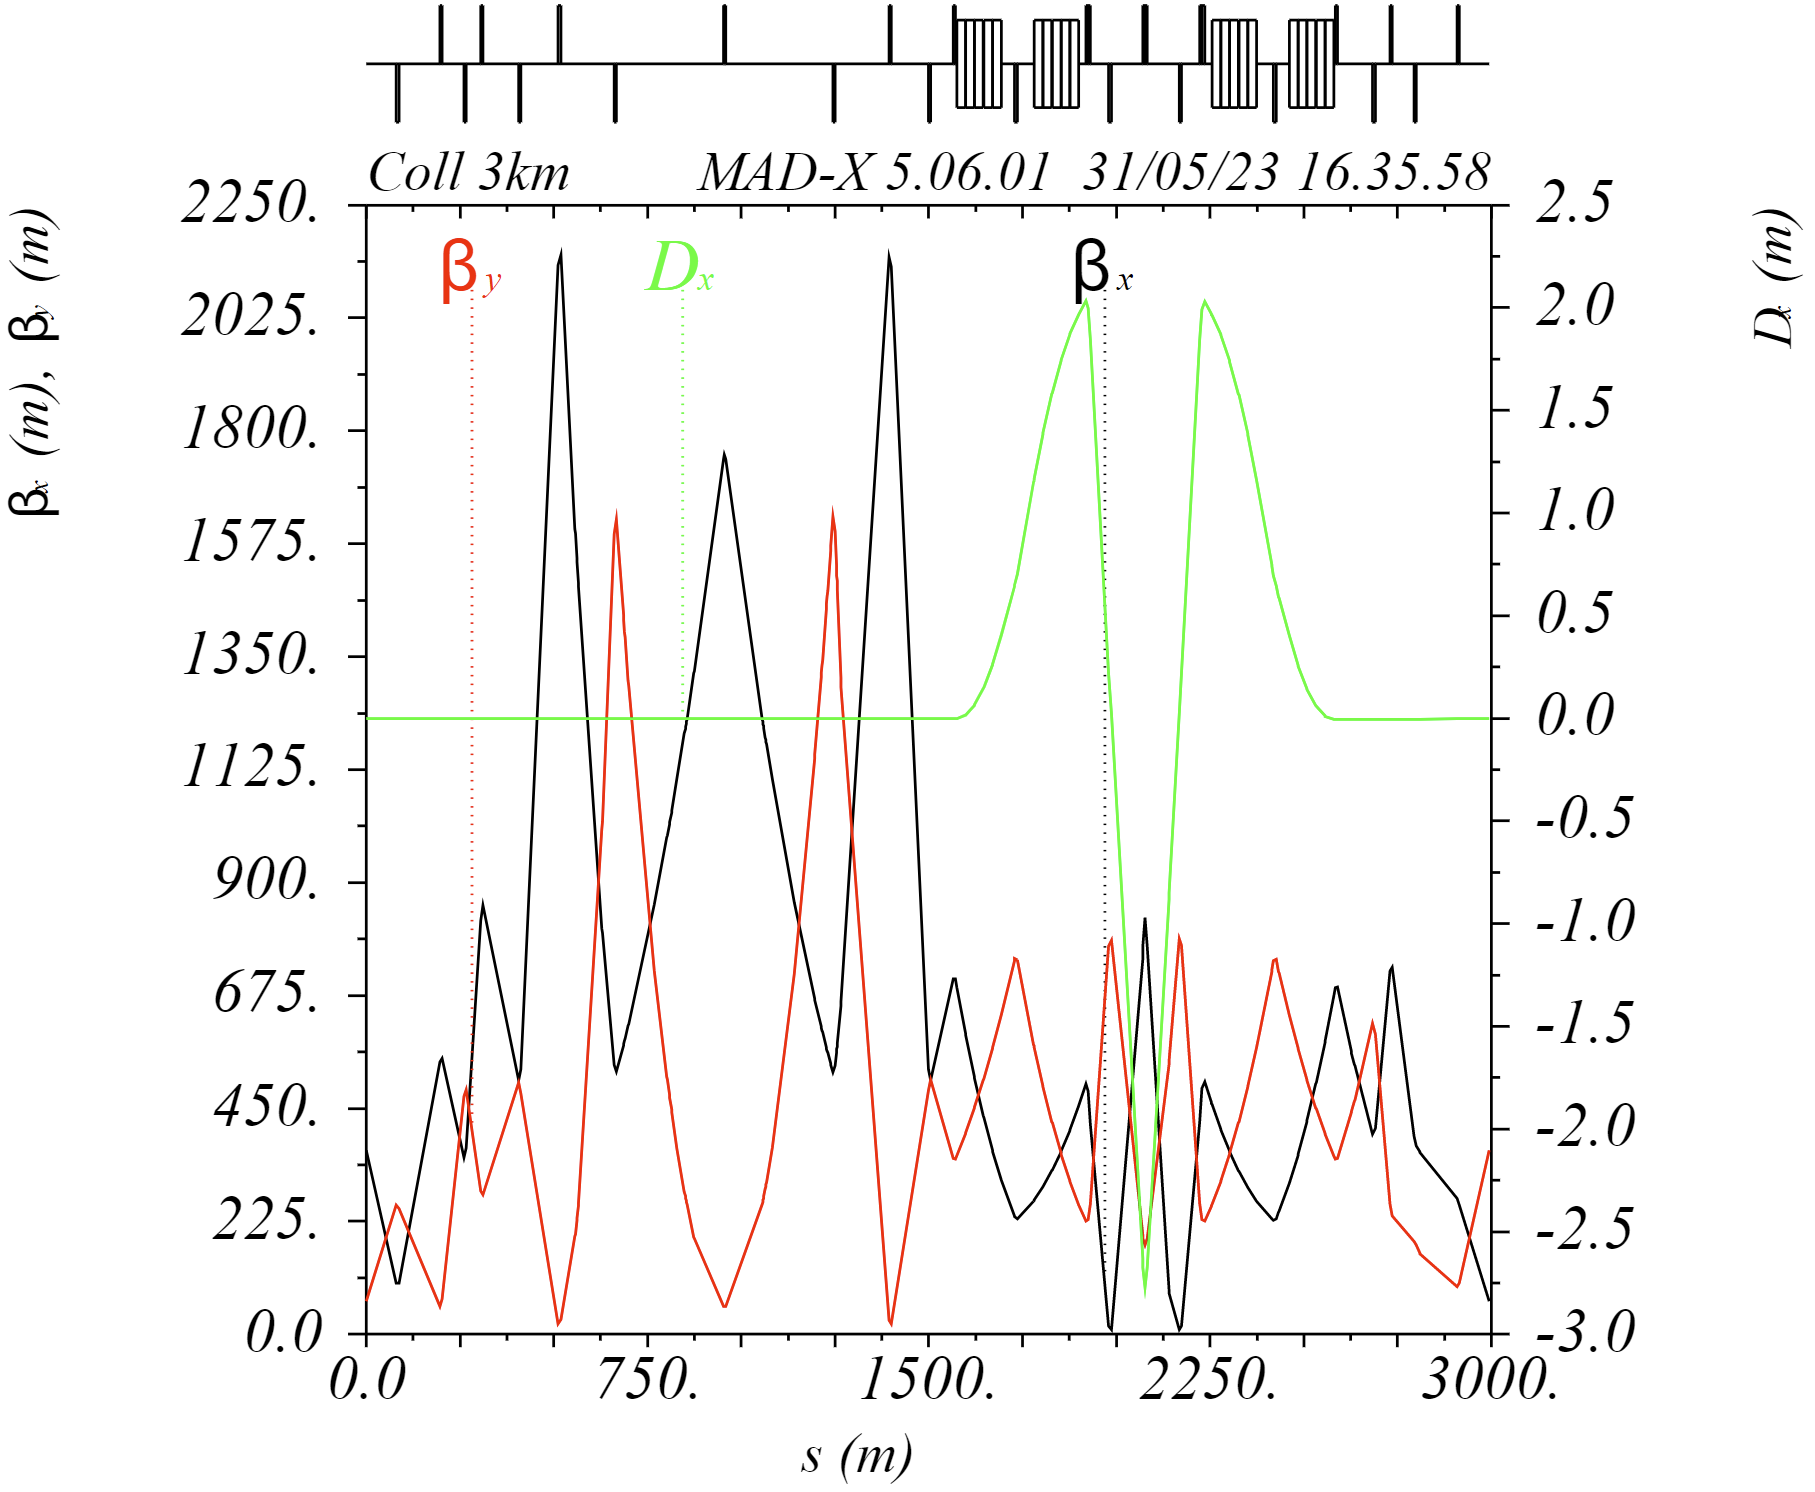 Coll 3km MAD-X 5.06.01 31/05/23 16.35.58
βx (m), βy (m)
2250.
2025.
1800.
1575.
1350.
1125.
900.
675.
450.
225.
0.0
βy
Dx
βx
2.5
2.0
1.5
1.0
0.5
0.0
-0.5
-1.0
-1.5
-2.0
-2.5
-3.0
Dx (m)
0.0 750. 1500. 2250. 3000.
s (m)